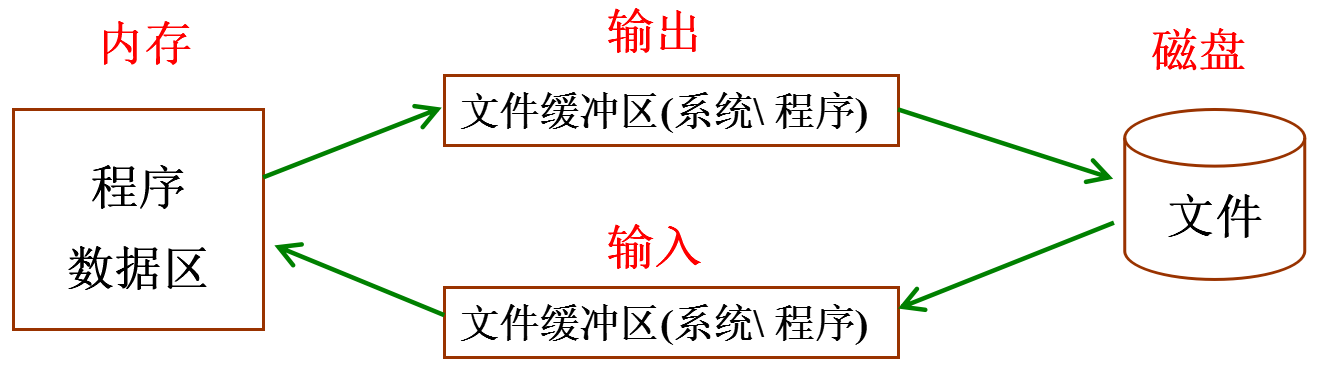 内存
输出
磁盘
文件缓冲区(系统\ 程序)
程序
数据区
文件
输入
文件缓冲区(系统\ 程序)